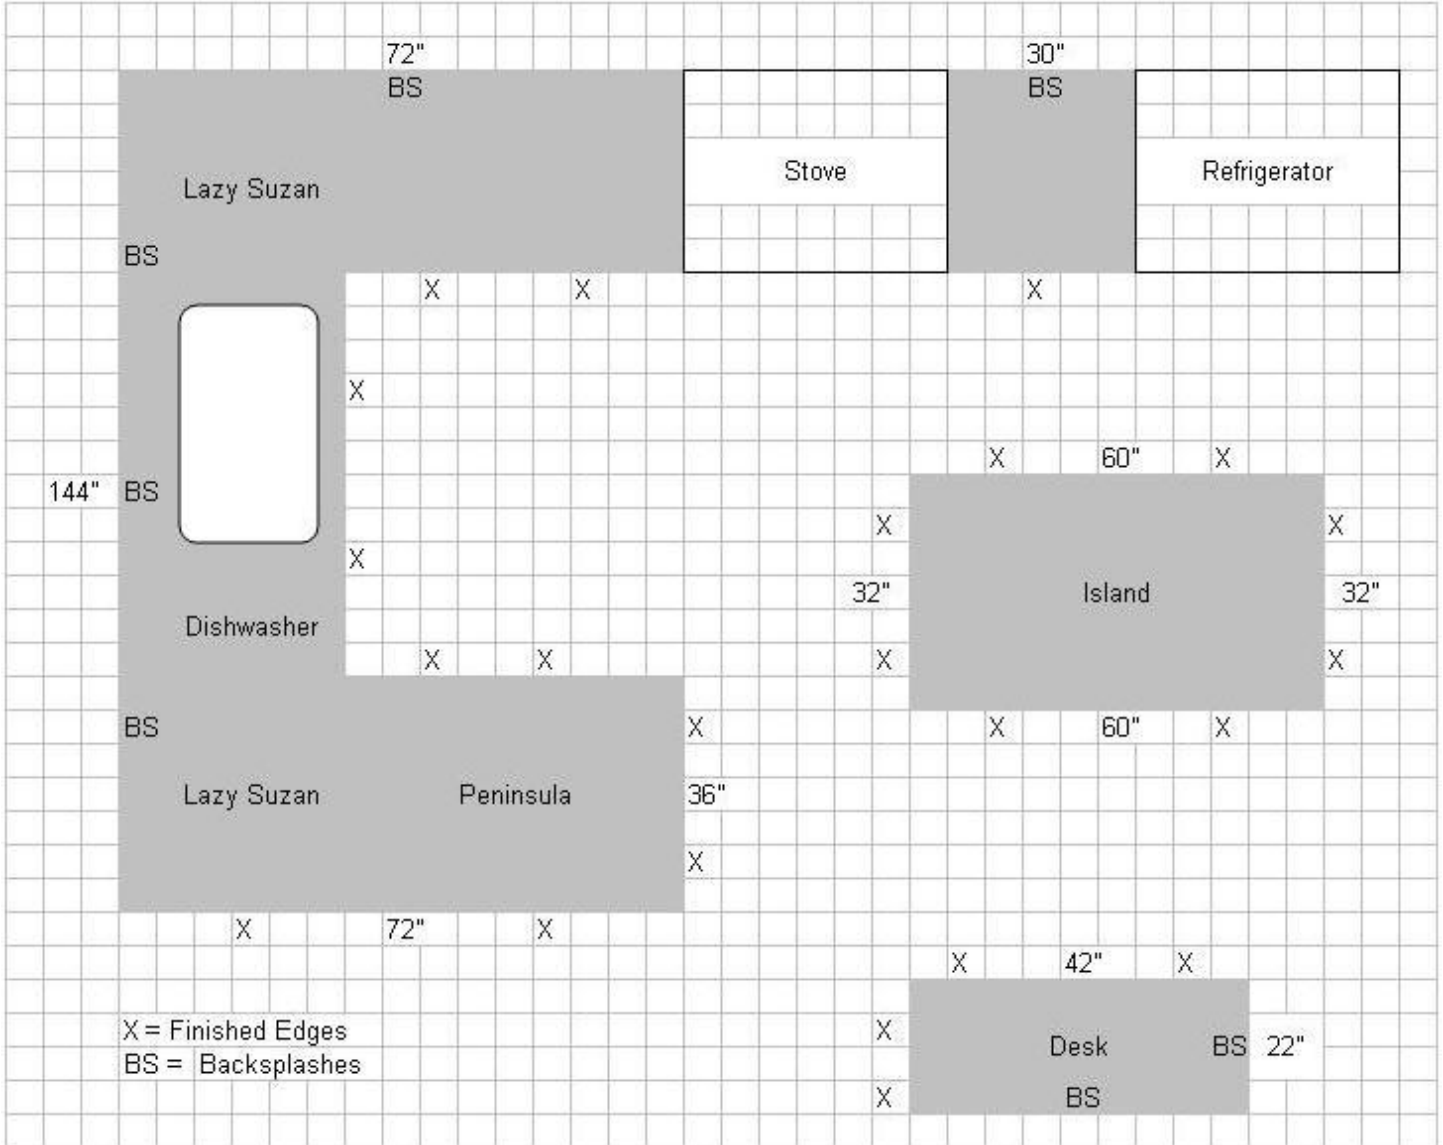 72"
30"
BS
BS
Stove
Refrigerator
Lazy Suzan
BS
X X X
X
X 60" X
144" BS
X X
X
32" Island 32"
Dishwasher
X X X X
BS X
X 60" X
Lazy Suzan Peninsula 36"
X
X 72" X
X 42" X
X = Finished Edges
X
Desk BS 22"
BS = Backsplashes
X BS